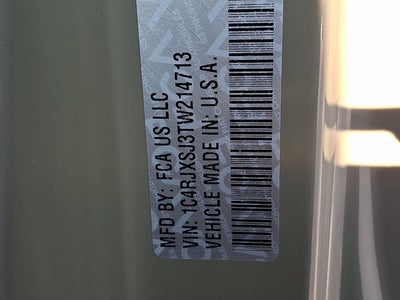 MFD BY: FCA US LLC
VIN: 1C4RJXSJ3TW214713
VEHICLE MADE IN: U.S.A.